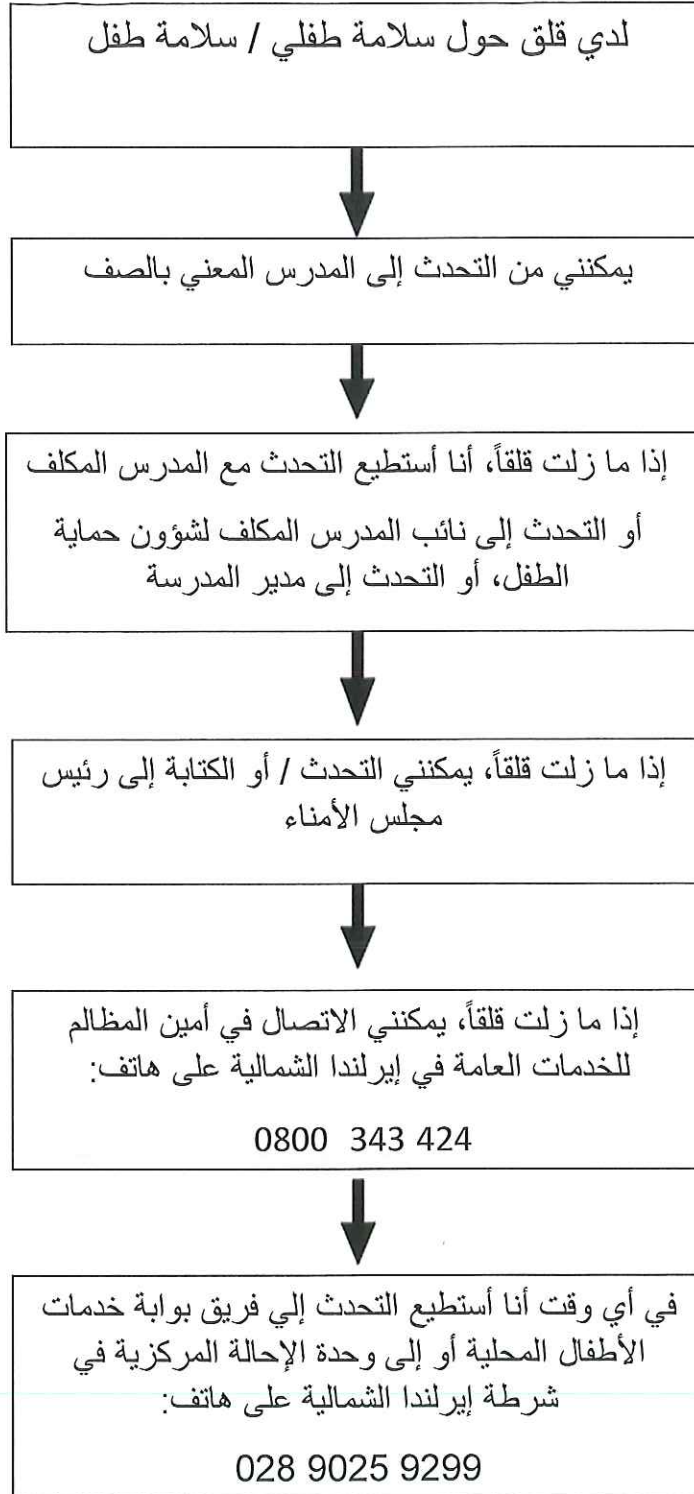 لدي قلق حول سلامة طفلي / سلامة طفل
يمكنني من التحدث إلى المدرس المعني بالصف
إذا ما زلت قلقاً، أنا أستطيع التحدث مع المدرس المكلف
أو التحدث إلى نائب المدرس المكلف لشؤون حماية
الطفل، أو التحدث إلى مدير المدرسة
إذا ما زلت قلقاً، يمكنني التحدث / أو الكتابة إلى رئيس
مجلس الأمناء
إذا ما زلت قلقاً، يمكنني الاتصال في أمين المظالم
للخدمات العامة في إيرلندا الشمالية على هاتف:
0800 343 424
في أي وقت أنا أستطيع التحدث إلي فريق بوابة خدمات
الأطفال المحلية أو إلى وحدة الإحالة المركزية في
شرطة إيرلندا الشمالية على هاتف:
028 9025 9299